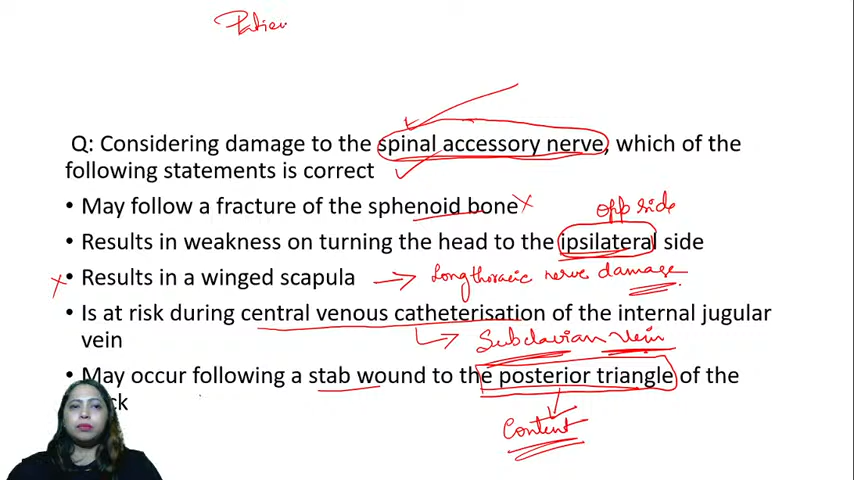 Q: Considering damage to the spinal accessory nerve, which of the
following statements is correct
• May follow a fracture of the sphenoid bone x
opp side
• Results in weakness on turning the head to the ipsilateral side
x • Results in a winged scapula → Long thoracic nerve damage
• Is at risk during central venous catheterisation of the internal jugular
vein → Subclavian vein
• May occur following a stab wound to the posterior triangle of the
Content